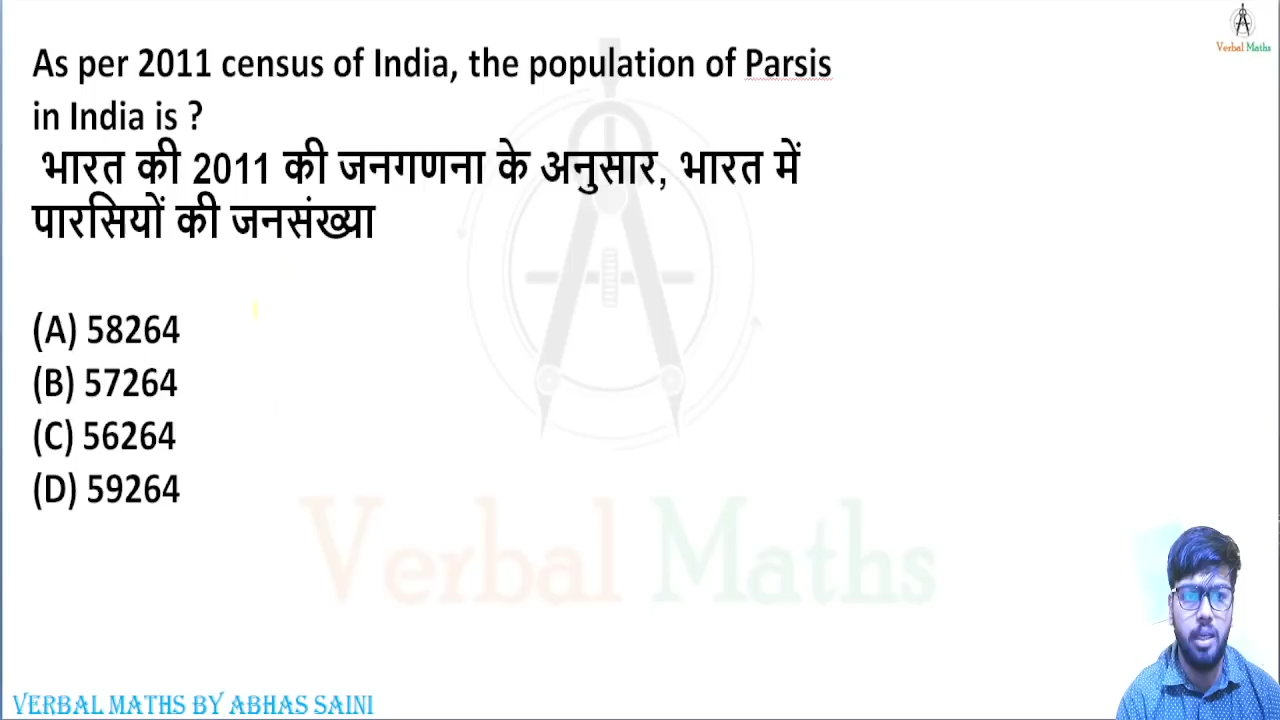 Verbal Maths
As per 2011 census of India, the population of Parsis
in India is ?
भारत की 2011 की जनगणना के अनुसार, भारत में
पारसियों की जनसंख्या
(A) 58264
(B) 57264
(C) 56264
(D) 59264
Verbal Maths
VERBAL MATHS BY ABHAS SAINI